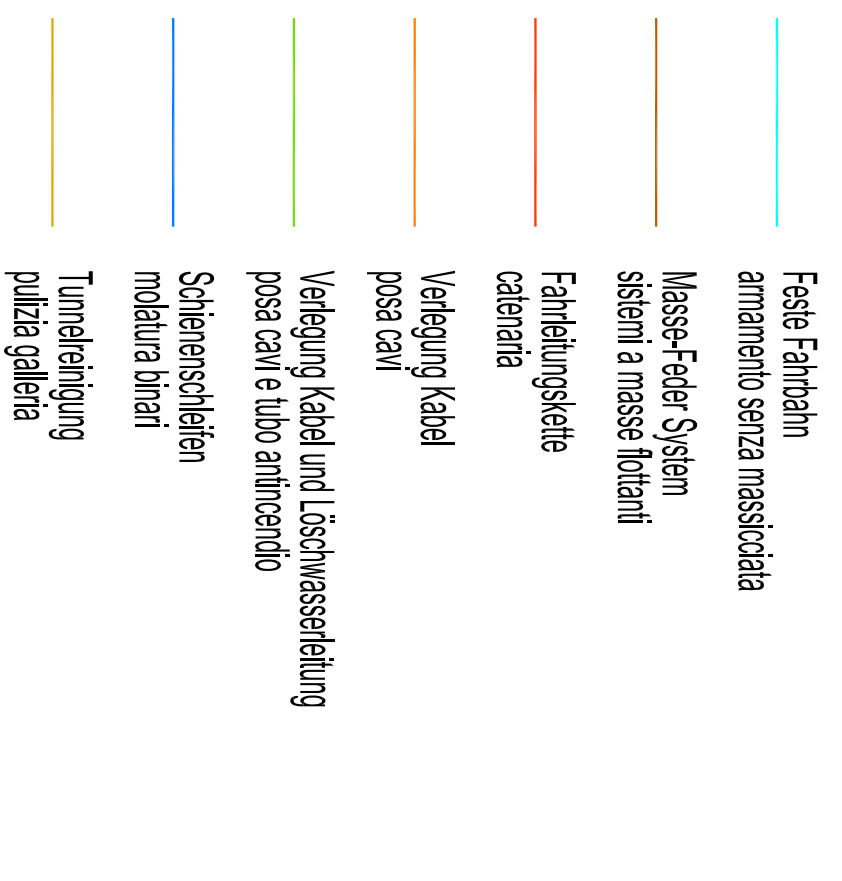 Feste Fahrbahn
armamento senza massicciata
Masse-Feder System
sistemi a masse flottanti
Fahrleitungskette
catenaria
Verlegung Kabel
posa cavi
Verlegung Kabel und Löschwasserleitung
posa cavi e tubo antincendio
Schienenschleifen
molatura binari
Tunnelreinigung
pulizia galleria